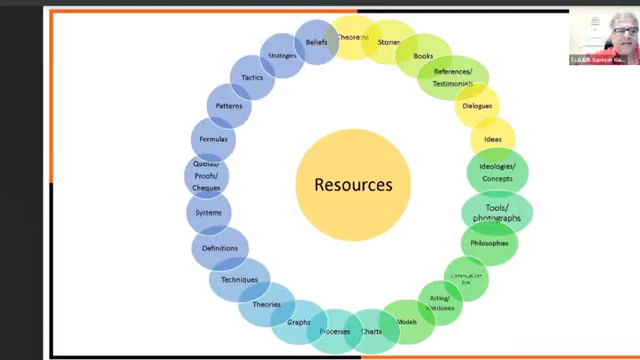 Theorems
Stories
Books
References/
Testimonials
Dialogues
Ideas
Ideologies/
Concepts
Tools/
photographs
Philosophies
Acting/
Models
Charts
Processes
Graphs
Theories
Techniques
Definitions
Systems
Quotes/
Proofs/
Cheques
Formulas
Patterns
Tactics
Strategies
Beliefs
Resources